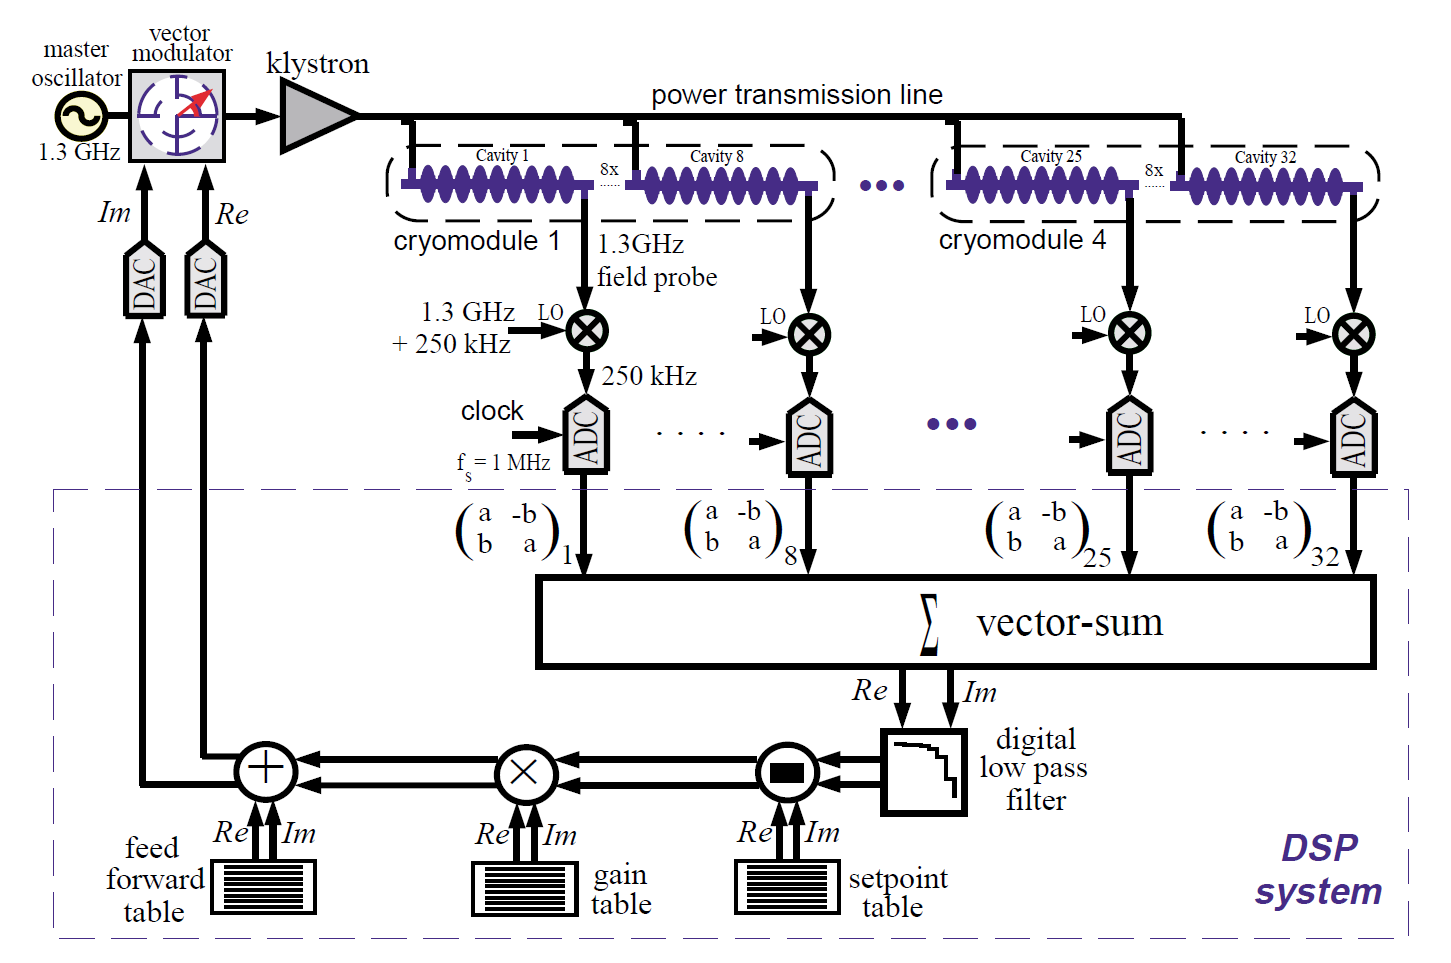 master
oscillator
1.3 GHz
vector
modulator
klystron
power transmission line
Cavity 1
8x
......
Cavity 8
Cavity 25
8x
......
Cavity 32
cryomodule 1
cryomodule 4
Im
Re
DAC
DAC
1.3GHz
field probe
1.3 GHz
+ 250 kHz
LO
LO
LO
LO
250 kHz
clock
fs = 1 MHz
ADC
. . . .
ADC
ADC
. . . .
ADC
a -b
b a 1
a -b
b a 8
a -b
b a 25
a -b
b a 32
∑ vector-sum
Re
Im
digital
low pass
filter
+
×
Re
Im
Re
Im
Re
Im
feed
forward
table
gain
table
setpoint
table
DSP
system